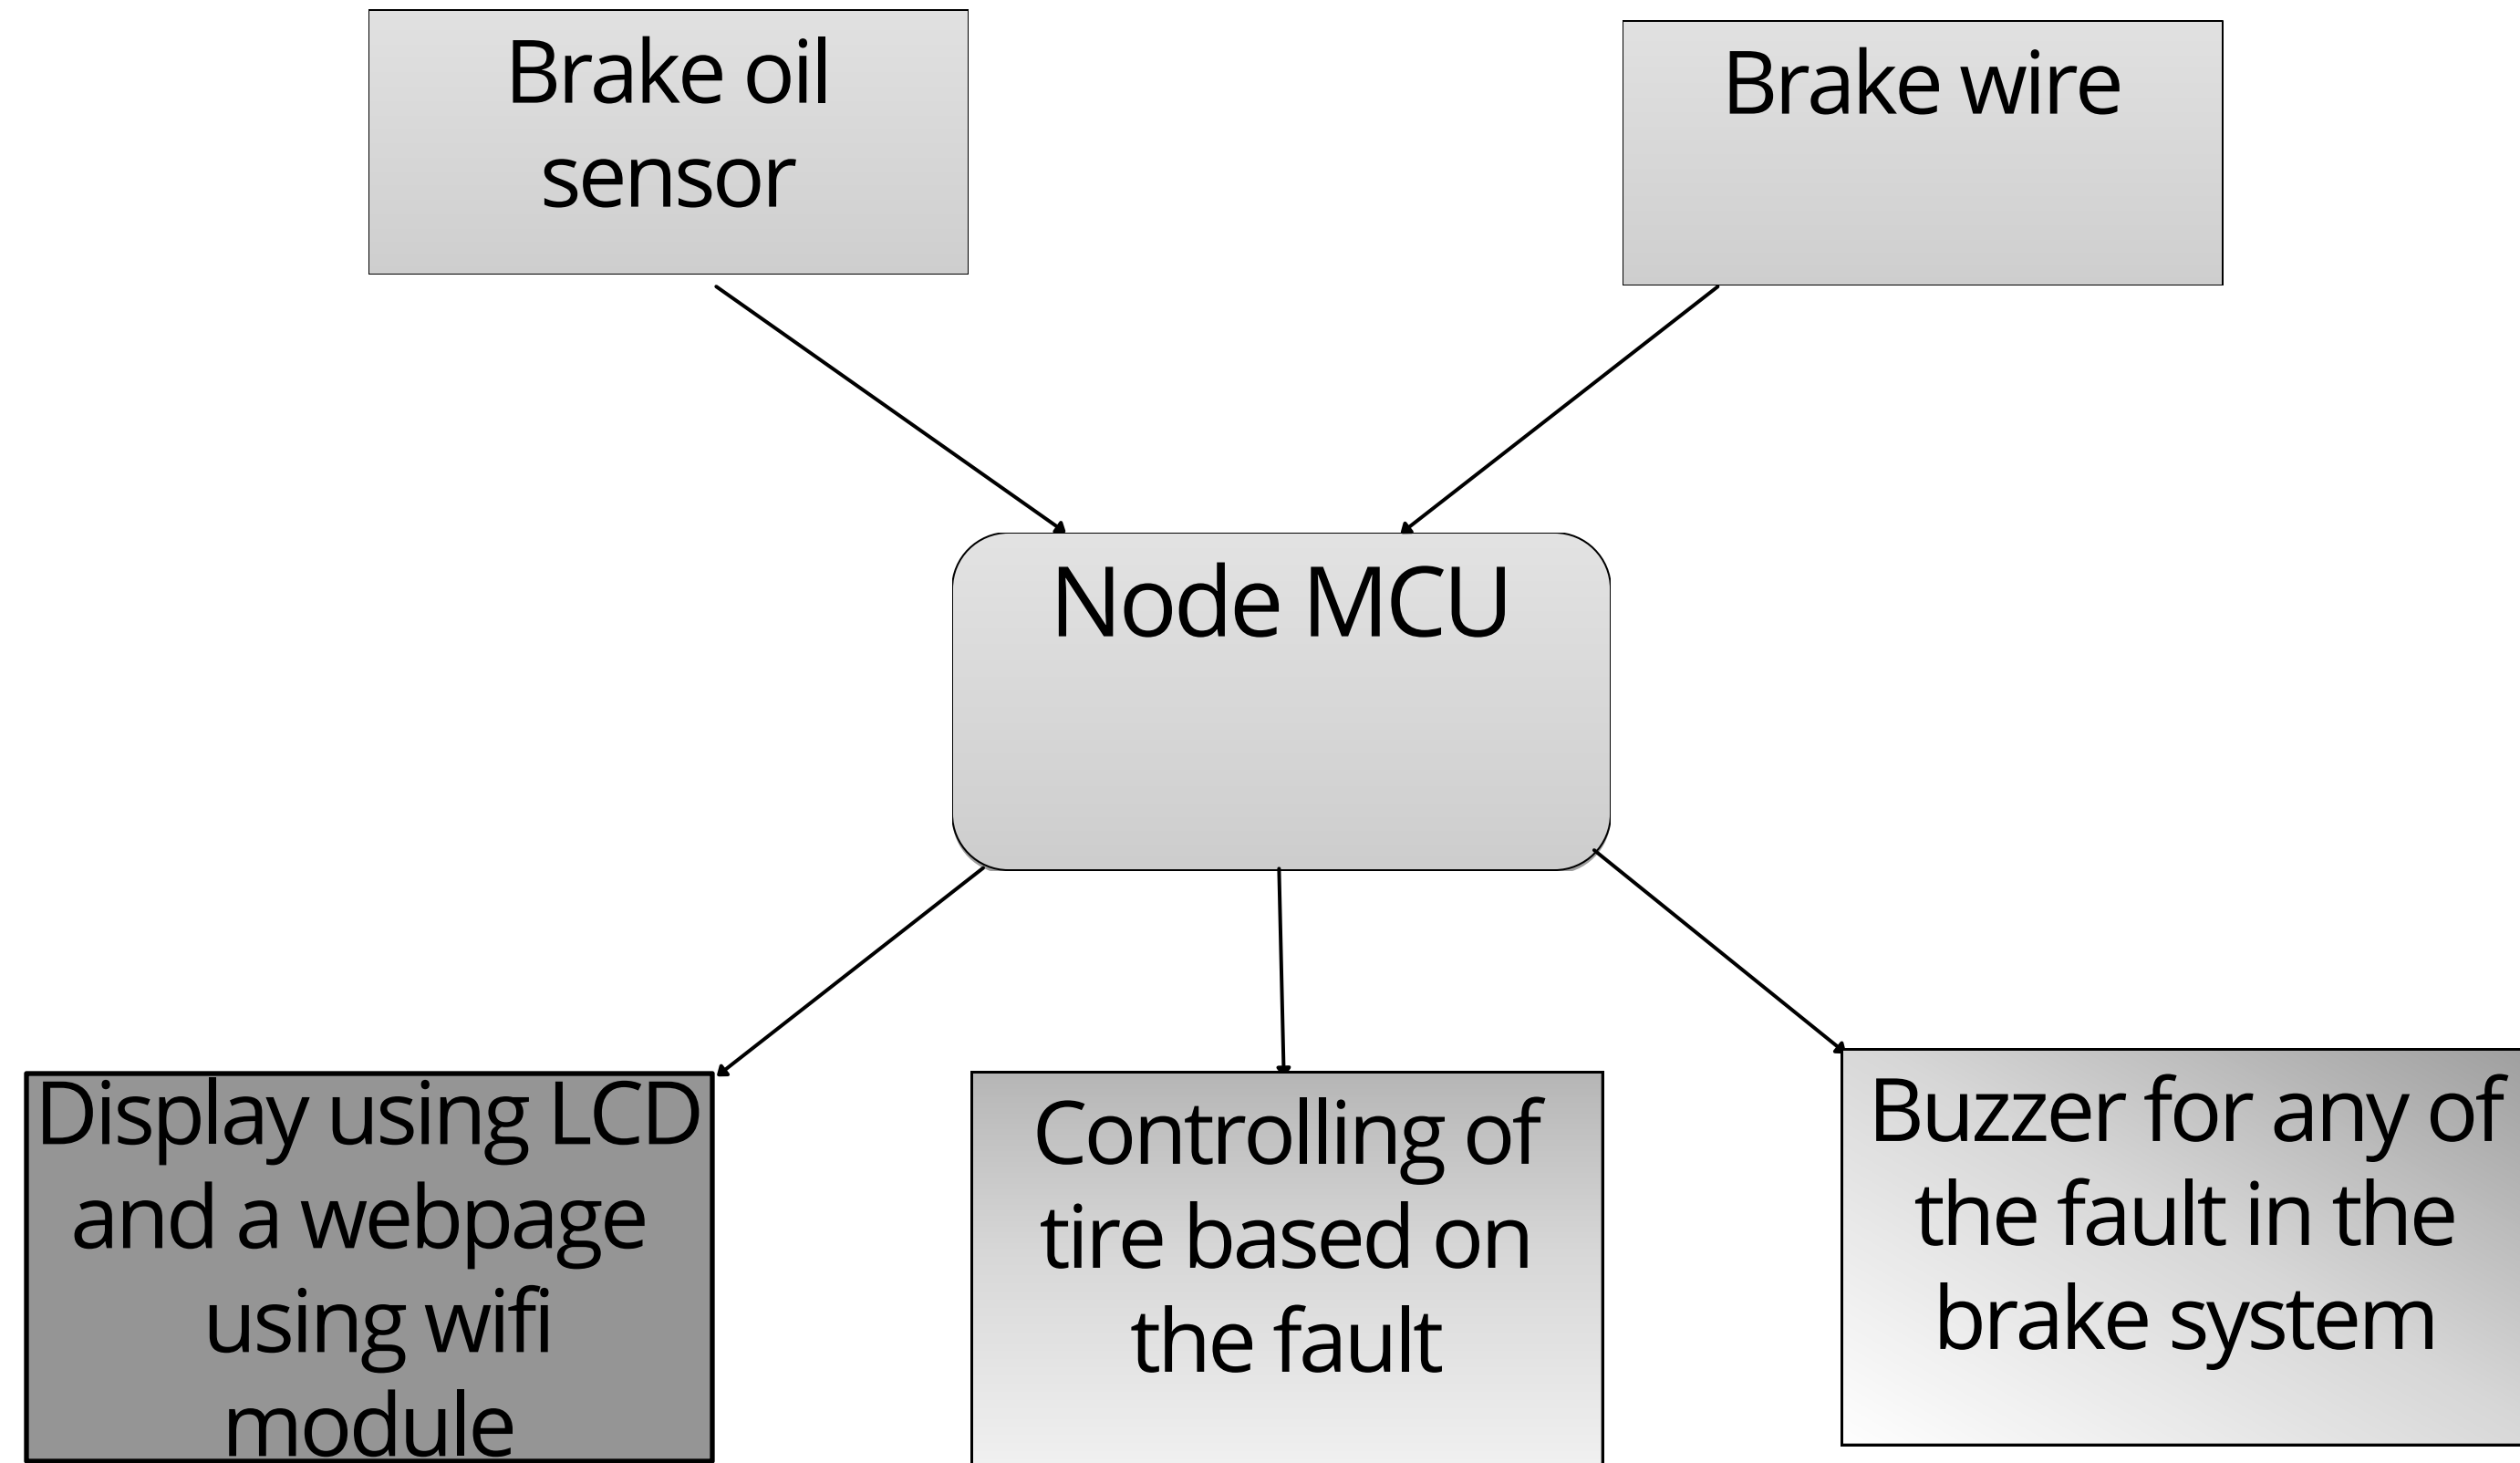 Brake oil
sensor
Brake wire
Node MCU
Display using LCD
and a webpage
using wifi
module
Controlling of
tire based on
the fault
Buzzer for any of
the fault in the
brake system